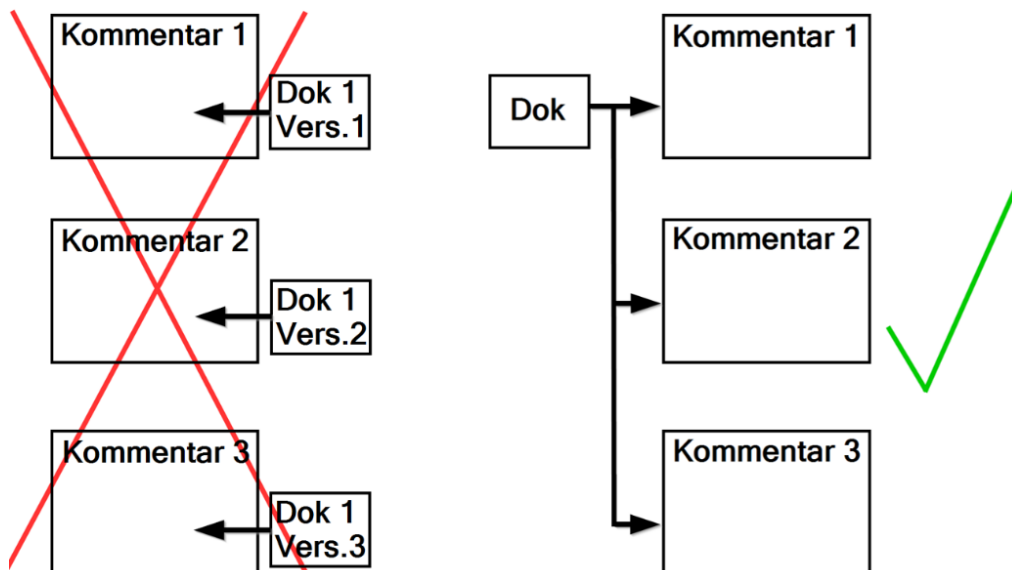 Kommentar 1
Dok 1
Vers.1
Kommentar 2
Dok 1
Vers.2
Kommentar 3
Dok 1
Vers.3
Dok
Kommentar 1
Kommentar 2
Kommentar 3